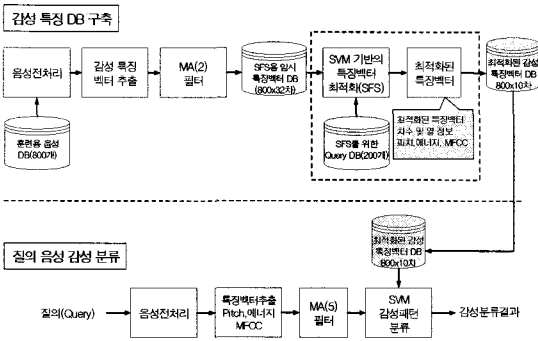 감성 특징 DB 구축
음성전처리
감성 특징
벡터 추출
MA(2)
필터
SFS용 임시
특징벡터 DB
(800x32차)
SVM 기반의
특징벡터
최적화(SFS)
최적화된
특징벡터
최적화된 감성
특징벡터 DB
800x10차
훈련용 음성
DB(800개)
SFS를 위한
Query DB(200개)
최적화된 특징벡터
차수 및 열 정보
피치, 에너지, MFCC
질의 음성 감성 분류
최적화된 감성
특징벡터 DB
800x10차
질의(Query)
음성전처리
특징벡터추출
Pitch, 에너지
MFCC
MA(5)
필터
SVM
감성패턴
분류
감성분류결과